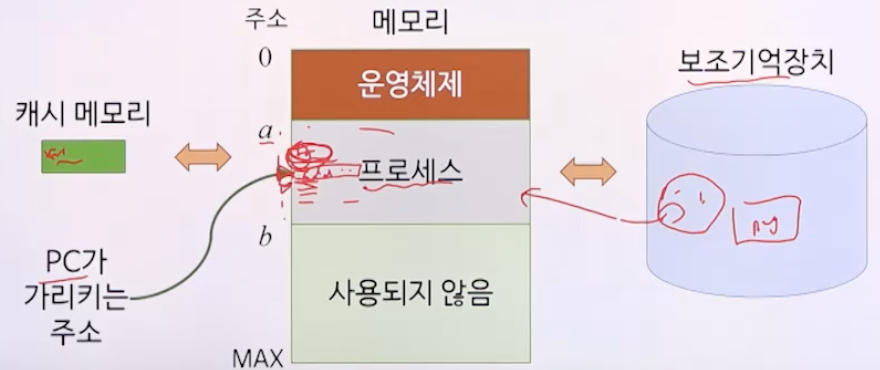 주소
메모리
0
운영체제
보조기억장치
캐시 메모리
a
프로세스
b
PC가
가리키는
주소
사용되지 않음
MAX